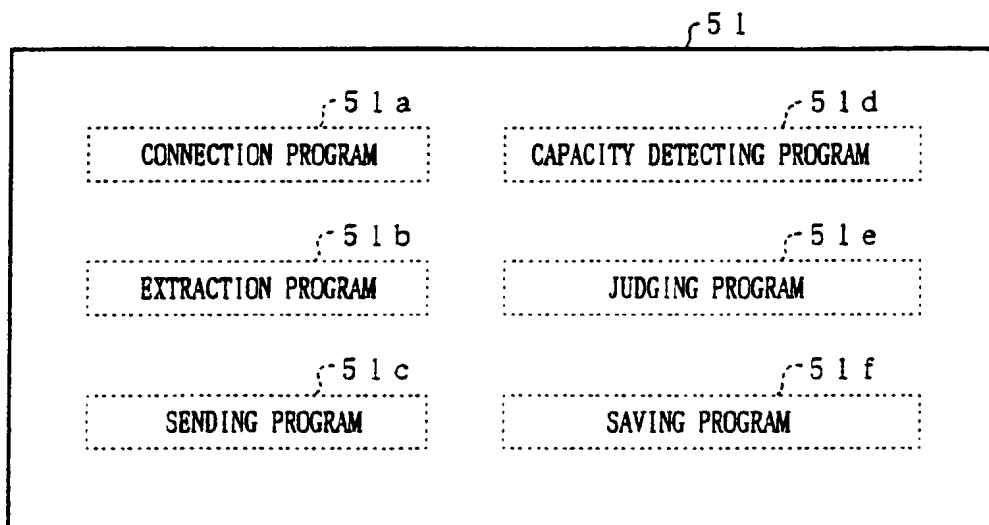 51
51a 51d
CONNECTION PROGRAM CAPACITY DETECTING PROGRAM
51b 51e
EXTRACTION PROGRAM JUDGING PROGRAM
51c 51f
SENDING PROGRAM SAVING PROGRAM